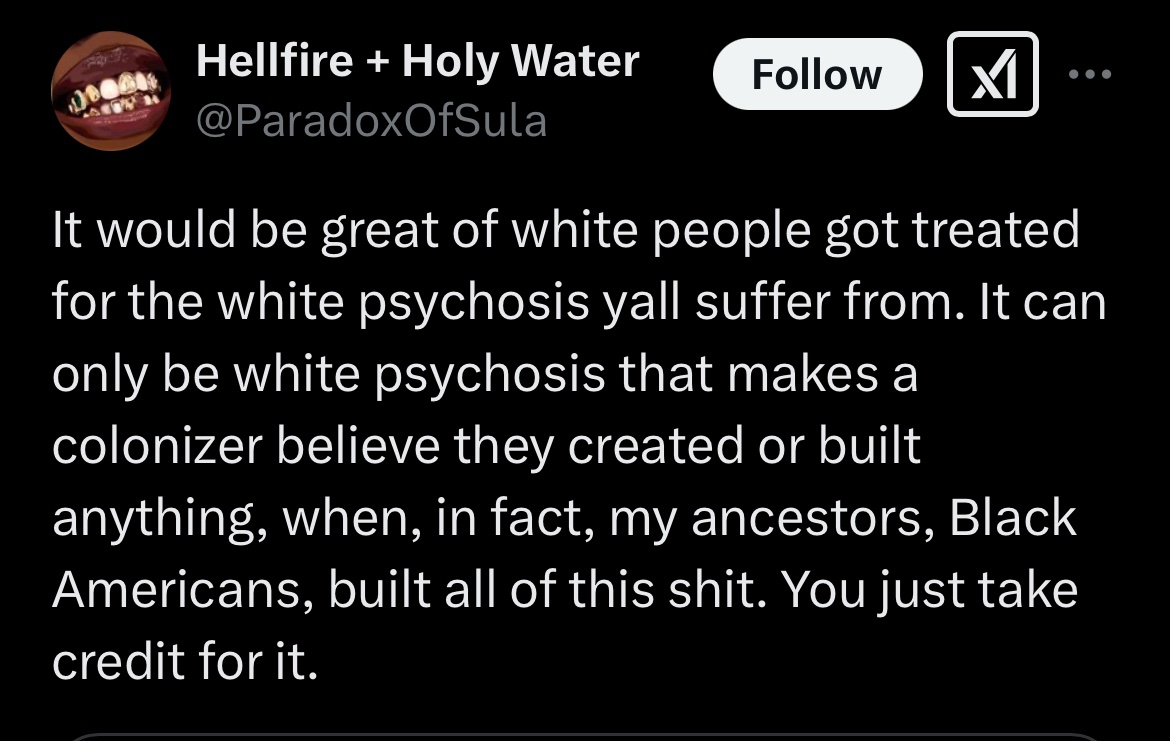 Hellfire + Holy Water
@ParadoxOfSula
Follow
It would be great of white people got treated
for the white psychosis yall suffer from. It can
only be white psychosis that makes a
colonizer believe they created or built
anything, when, in fact, my ancestors, Black
Americans, built all of this shit. You just take
credit for it.